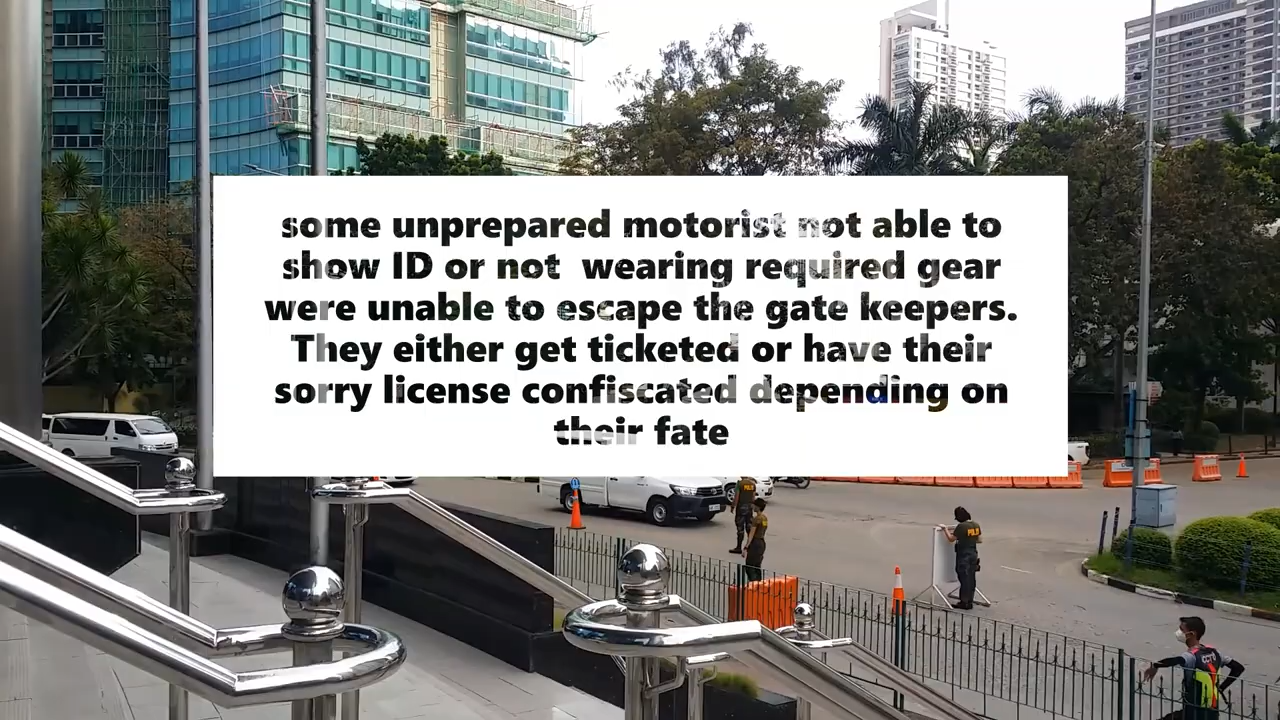 some unprepared motorist not able to
show ID or not  wearing required gear
were unable to escape the gate keepers.
They either get ticketed or have their
sorry license confiscated depending on
their fate
POLICE